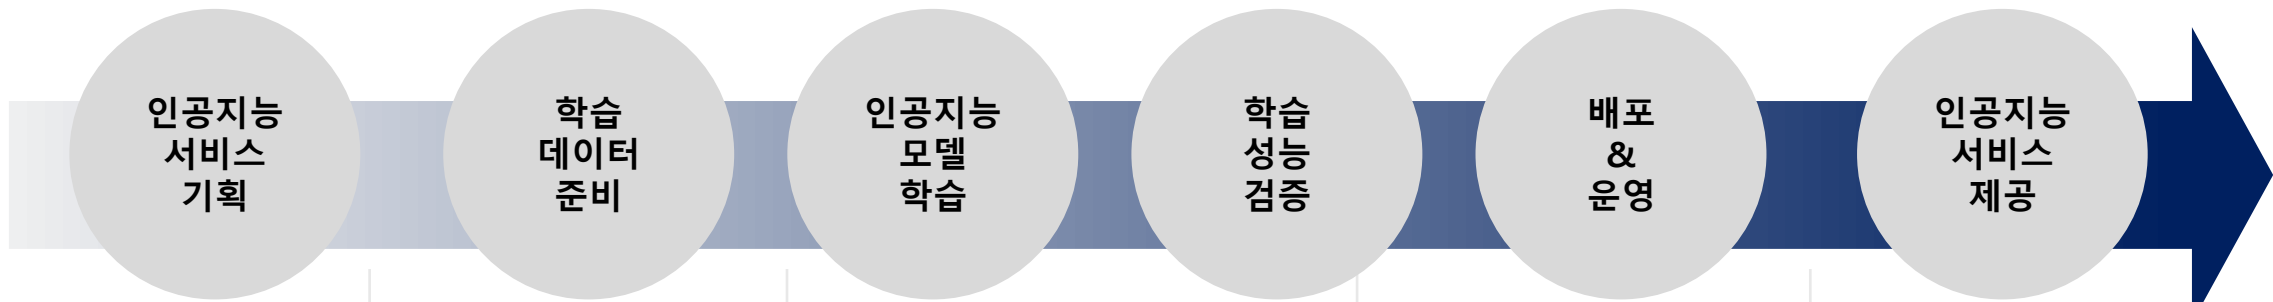 인공지능
서비스
기획
학습
데이터
준비
인공지능
모델
학습
학습
성능
검증
배포
&
운영
인공지능
서비스
제공